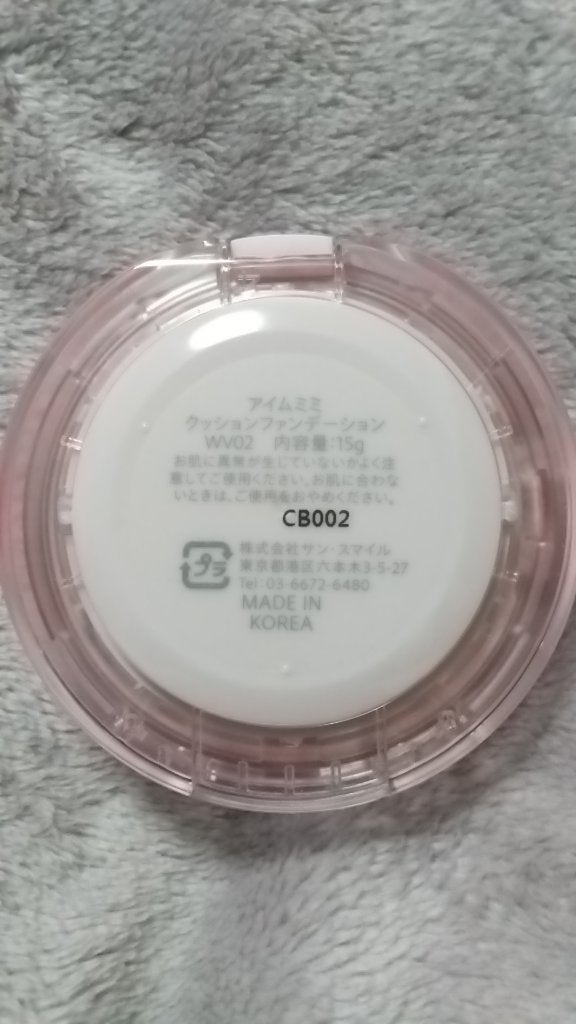 アイムミミ
クッションファンデーション
WV02 内容量:15g
お肌に異常が生じていないかよく注
意してご使用ください。お肌に合わな
いときは、ご使用をおやめください。
CB002
プラ
株式会社サン・スマイル
東京都港区六本木3-5-27
Tel:03-6672-6480
MADE IN
KOREA